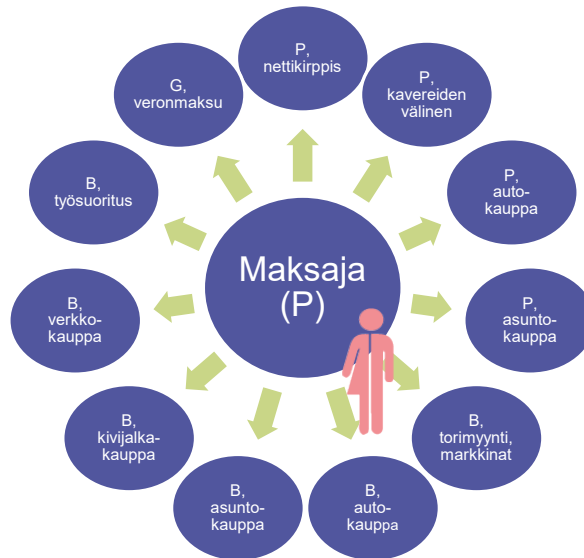 P,
nettikirppis
P,
kavereiden
välinen
P,
auto-
kauppa
P,
asunto-
kauppa
B,
torimyynti,
markkinat
B,
auto-
kauppa
B,
asunto-
kauppa
B,
kivijalka-
kauppa
B,
verkko-
kauppa
B,
työsuoritus
G,
veronmaksu
Maksaja
(P)